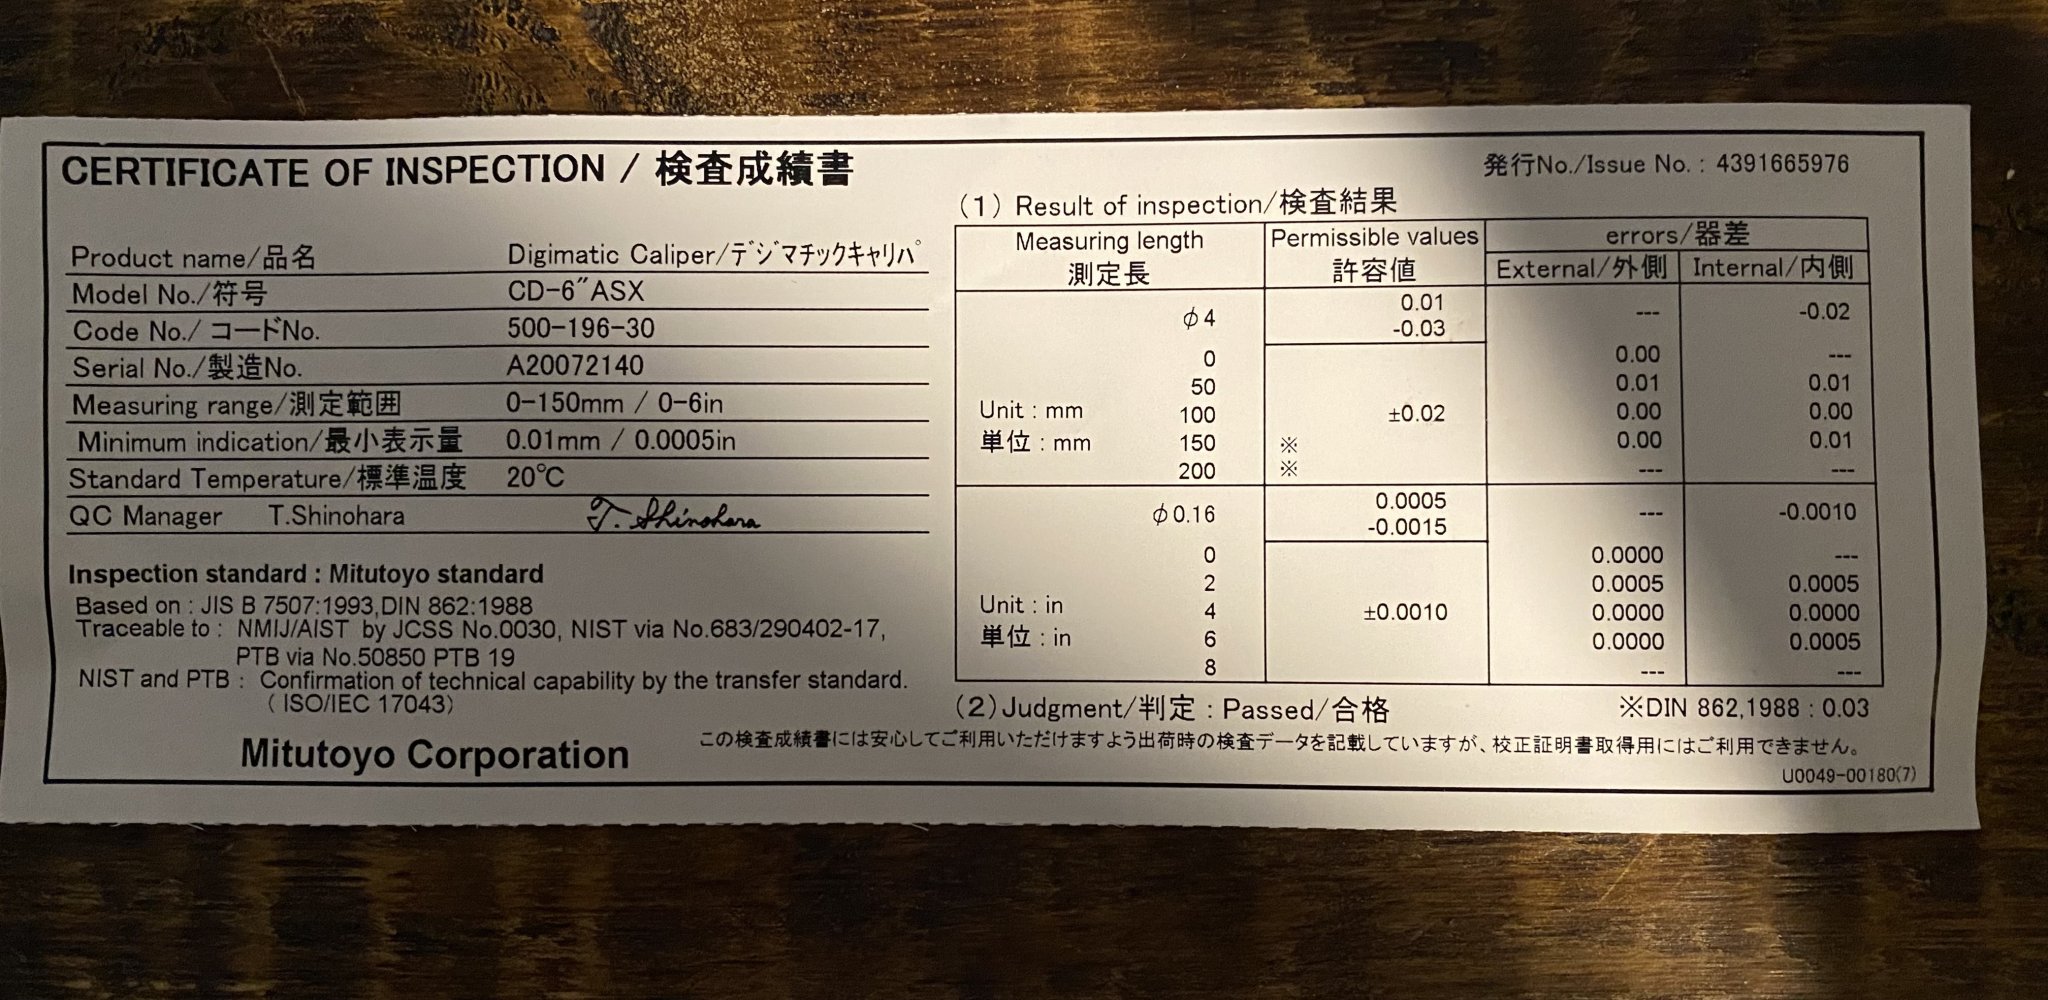 CERTIFICATE OF INSPECTION / 検査成績書
Product name/品名 Digimatic Caliper/デジマチックキャリパ
Model No./符号 CD-6"ASX
Code No./ コードNo. 500-196-30
Serial No./製造No. A20072140
Measuring range/測定範囲 0-150mm / 0-6in
Minimum indication/最小表示量 0.01mm / 0.0005in
Standard Temperature/標準温度 20℃
QC Manager T.Shinohara T. Shinohara
Inspection standard : Mitutoyo standard
Based on : JIS B 7507:1993,DIN 862:1988
Traceable to : NMIJ/AIST by JCSS No.0030, NIST via No.683/290402-17,
PTB via No.50850 PTB 19
NIST and PTB : Confirmation of technical capability by the transfer standard.
( ISO/IEC 17043)
Mitutoyo Corporation
発行No./Issue No. : 4391665976
(1) Result of inspection/検査結果
Measuring length Permissible values errors/器差
測定長 許容値 External/外側 Internal/内側
φ4 0.01 --- -0.02
-0.03
0 0.00 ---
50 0.01 0.01
Unit : mm 100 ±0.02 0.00 0.00
単位 : mm 150 ※ 0.00 0.01
200 ※ --- ---
φ0.16 0.0005 --- -0.0010
-0.0015
0 0.0000 ---
2 0.0005 0.0005
Unit : in 4 ±0.0010 0.0000 0.0000
単位 : in 6 0.0000 0.0005
8 --- ---
(2)Judgment/判定 : Passed/合格 ※DIN 862,1988 : 0.03
この検査成績書には安心してご利用いただけますよう出荷時の検査データを記載していますが、校正証明書取得用にはご利用できません。
U0049-00180(7)